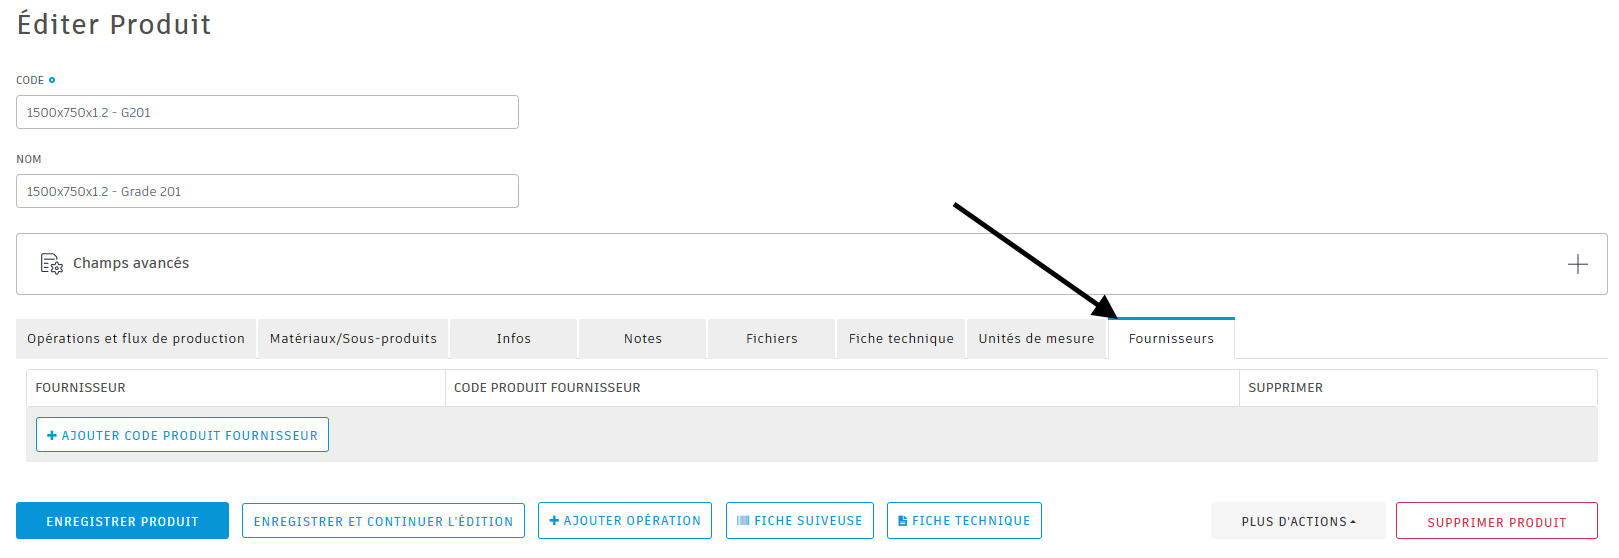 Éditer Produit
CODE
1500x750x1.2 - G201
NOM
1500x750x1.2 - Grade 201
Champs avancés
Opérations et flux de production Matériaux/Sous-produits Infos Notes Fichiers Fiche technique Unités de mesure Fournisseurs
FOURNISSEUR CODE PRODUIT FOURNISSEUR SUPPRIMER
+ AJOUTER CODE PRODUIT FOURNISSEUR
ENREGISTRER PRODUIT ENREGISTRER ET CONTINUER L'ÉDITION + AJOUTER OPÉRATION FICHE SUIVEUSE FICHE TECHNIQUE PLUS D'ACTIONS SUPPRIMER PRODUIT